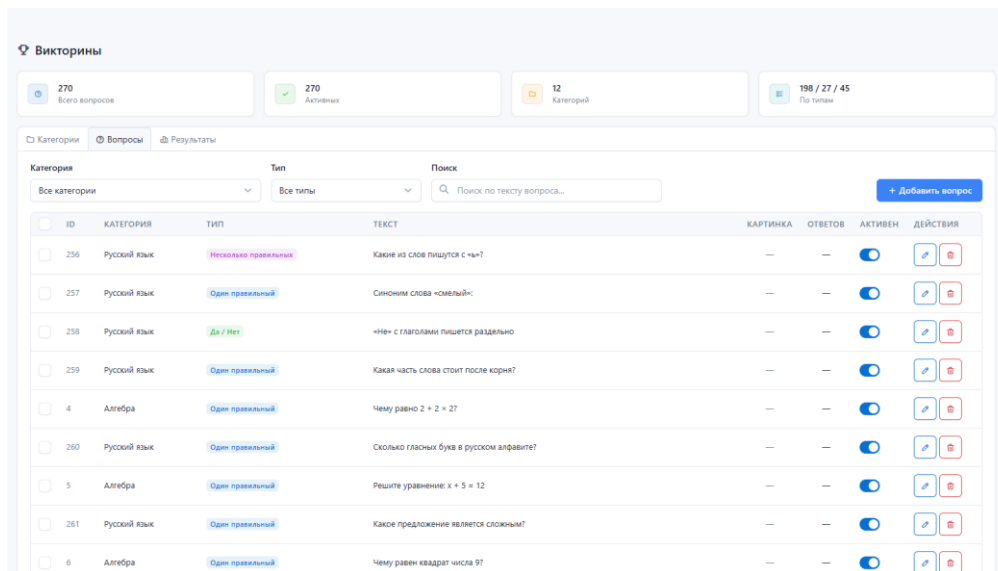 Викторины
270
Всего вопросов
270
Активных
12
Категорий
198 / 27 / 45
По типам
Категории Вопросы Результаты
Категория Тип Поиск
Все категории Все типы Поиск по тексту вопроса... + Добавить вопрос
ID КАТЕГОРИЯ ТИП ТЕКСТ КАРТИНКА ОТВЕТОВ АКТИВЕН ДЕЙСТВИЯ
256 Русский язык Несколько правильных Какие из слов пишутся с «ь»? — —
257 Русский язык Один правильный Синоним слова «смелый»: — —
258 Русский язык Да / Нет «Не» с глаголами пишется раздельно — —
259 Русский язык Один правильный Какая часть слова стоит после корня? — —
4 Алгебра Один правильный Чему равно 2 + 2 × 2? — —
260 Русский язык Один правильный Сколько гласных букв в русском алфавите? — —
5 Алгебра Один правильный Решите уравнение: x + 5 = 12 — —
261 Русский язык Один правильный Какое предложение является сложным? — —
6 Алгебра Один правильный Чему равен квадрат числа 9? — —